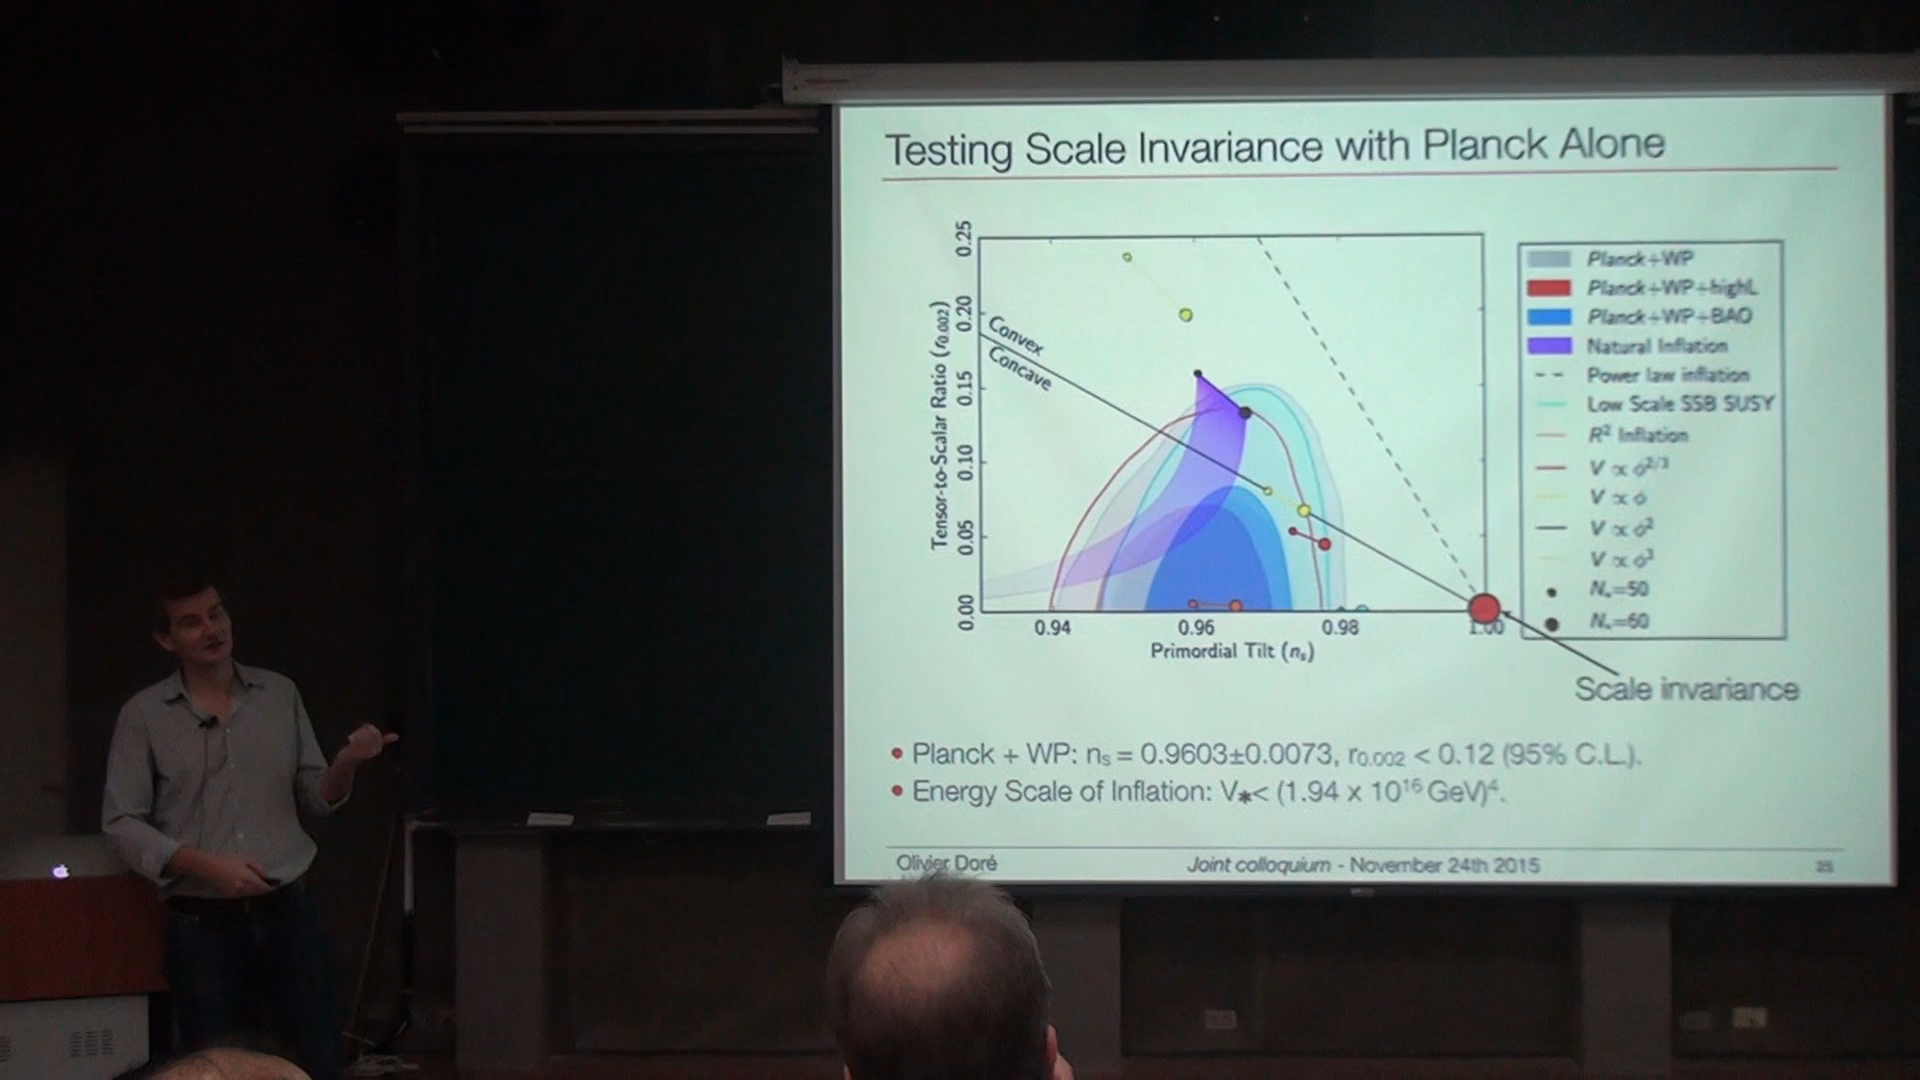 Testing Scale Invariance with Planck Alone
0.25
0.20
0.15
0.10
0.05
0.00
Tensor-to-Scalar Ratio (r0.002)
Convex
Concave
0.94
0.96
0.98
1.00
Primordial Tilt (ns)
Planck+WP
Planck+WP+highL
Planck+WP+BAO
Natural Inflation
Power law inflation
Low Scale SSB SUSY
R² Inflation
V ∝ ϕ^2/3
V ∝ ϕ
V ∝ ϕ²
V ∝ ϕ³
N*=50
N*=60
Scale invariance
• Planck + WP: ns = 0.9603±0.0073, r0.002 < 0.12 (95% C.L.).
• Energy Scale of Inflation: V* < (1.94 x 10¹⁶ GeV)⁴.
Olivier Doré
Joint colloquium - November 24th 2015